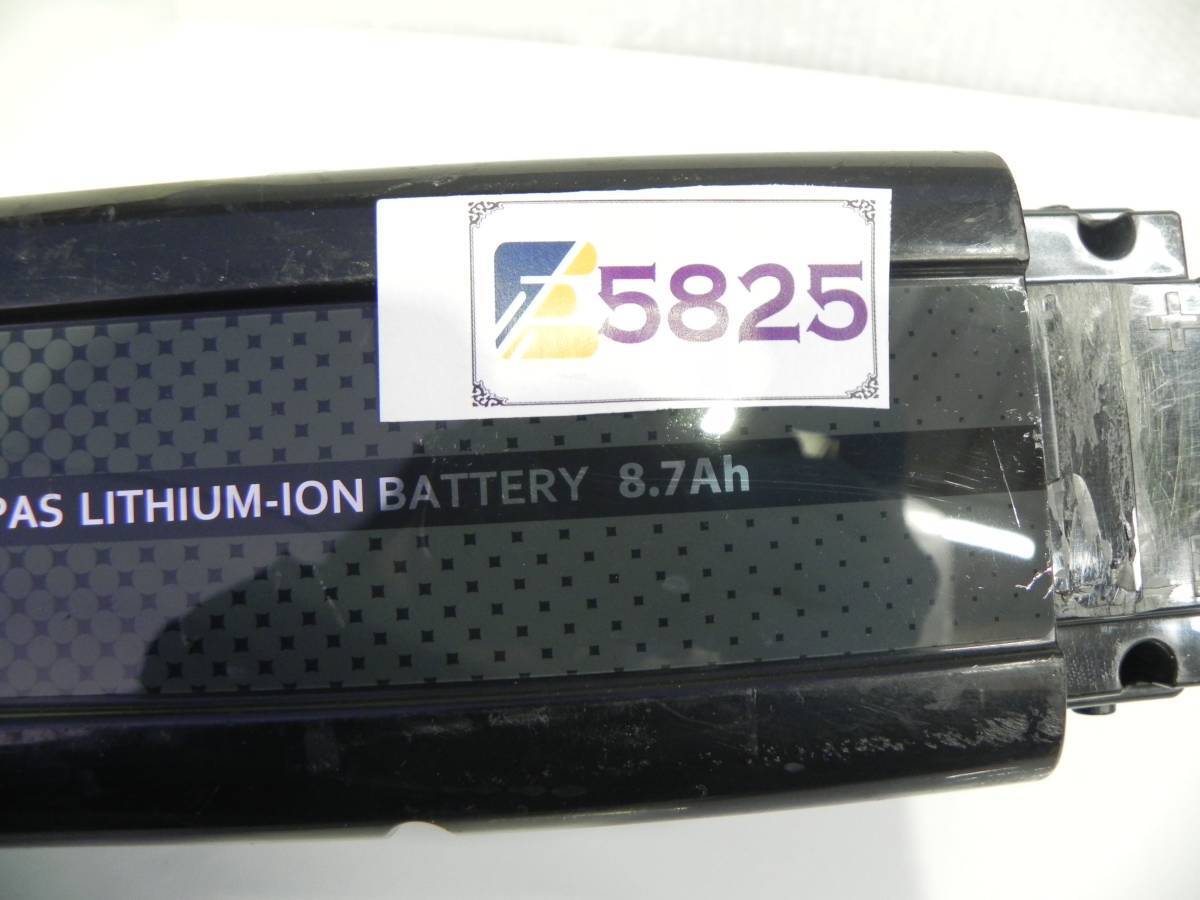 5825
PAS LITHIUM-ION BATTERY 8.7Ah
+